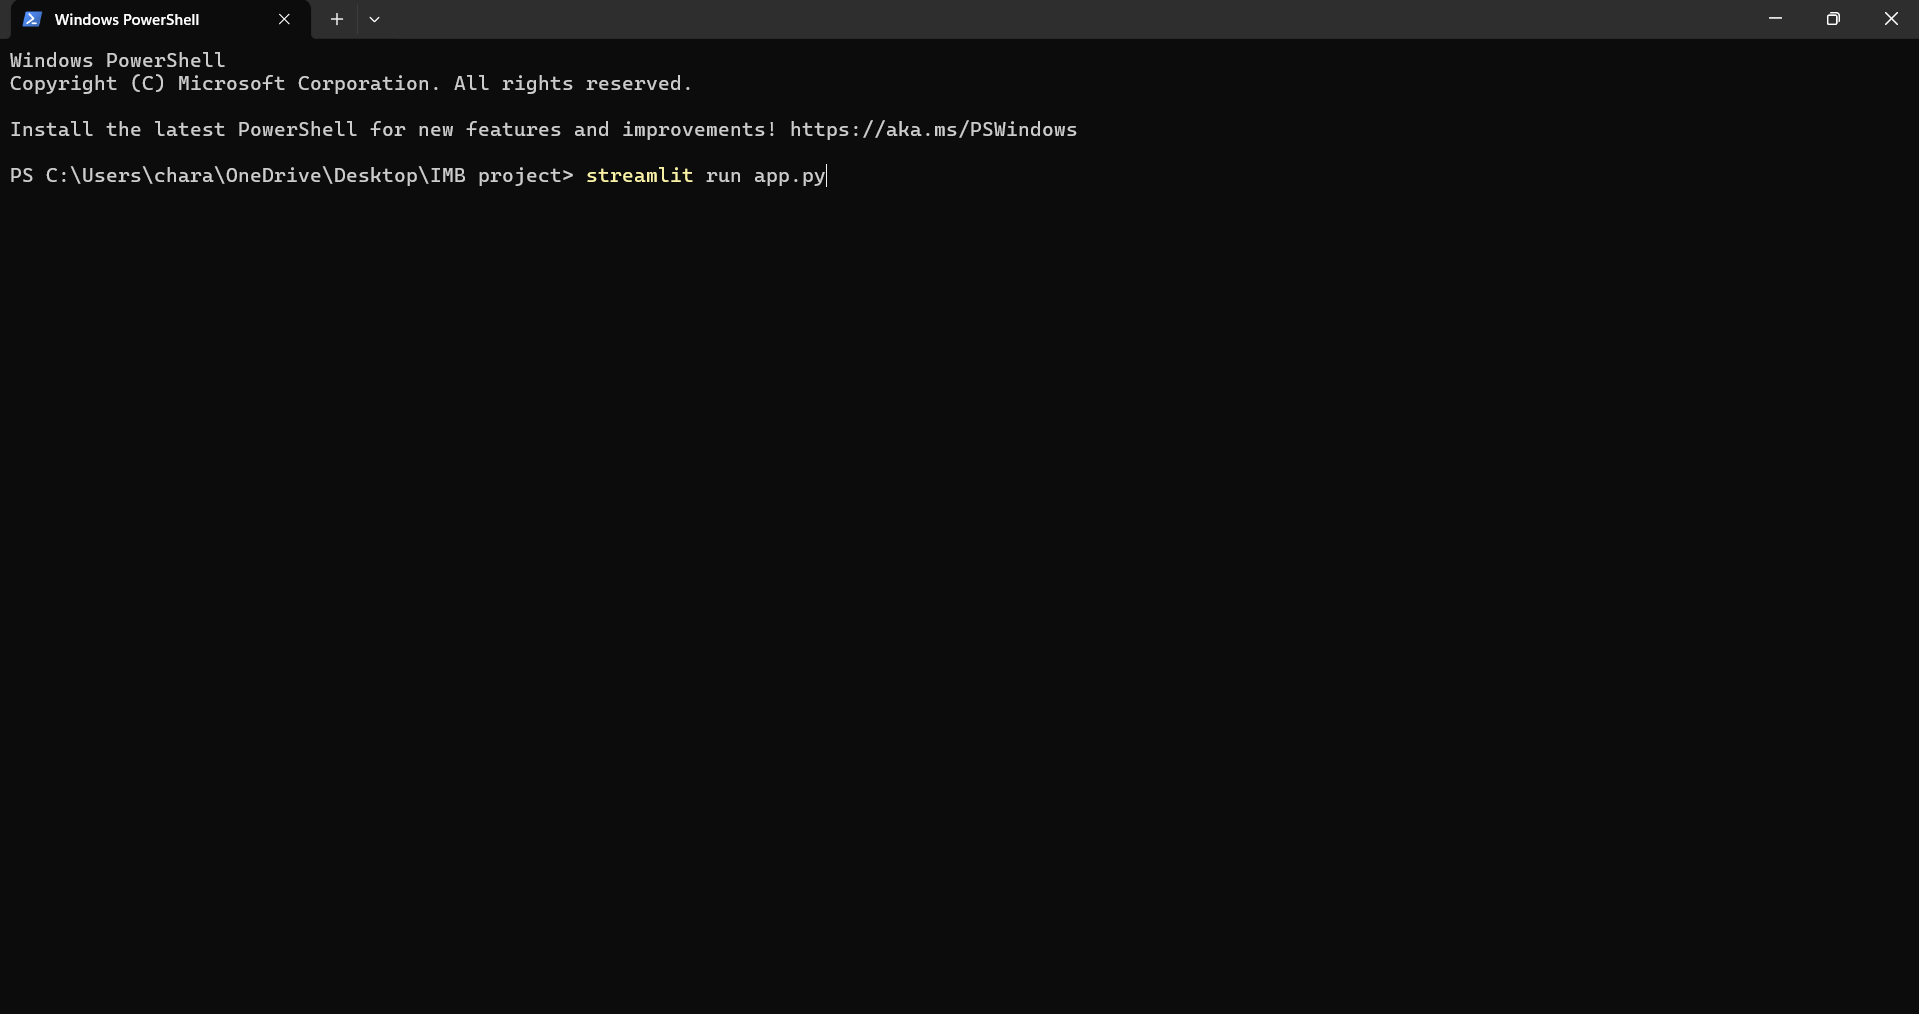 Windows PowerShell
Windows PowerShell
Copyright (C) Microsoft Corporation. All rights reserved.
Install the latest PowerShell for new features and improvements! https://aka.ms/PSWindows
PS C:\Users\chara\OneDrive\Desktop\IMB project> streamlit run app.py